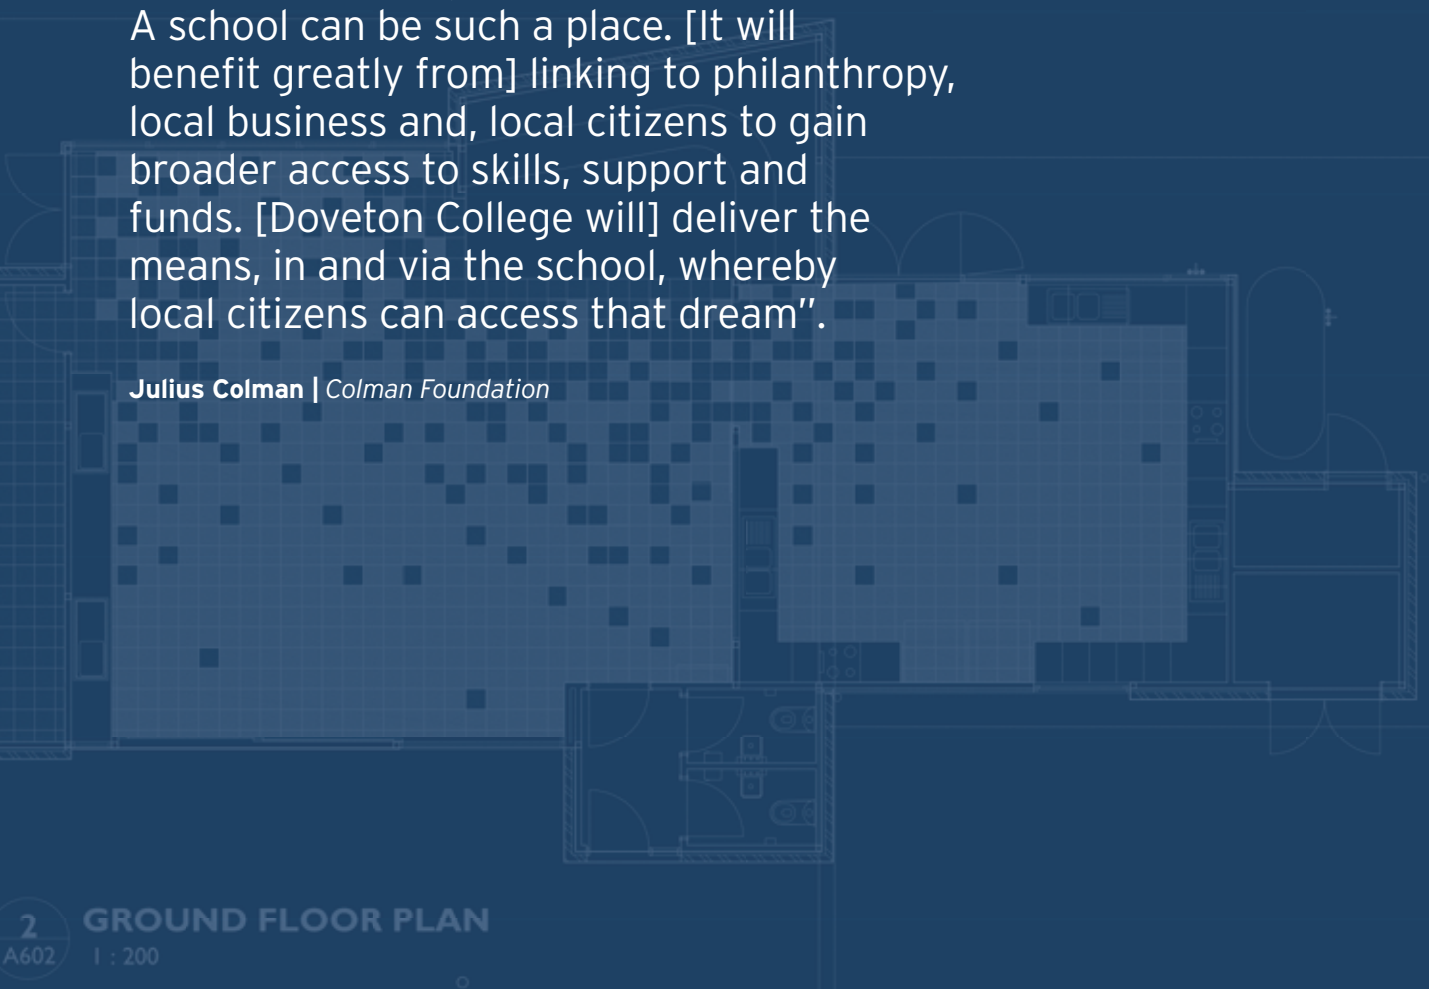 A school can be such a place. [It will
benefit greatly from] linking to philanthropy,
local business and, local citizens to gain
broader access to skills, support and
funds. [Doveton College will] deliver the
means, in and via the school, whereby
local citizens can access that dream”.
Julius Colman | Colman Foundation
2
A602
GROUND FLOOR PLAN
1 : 200